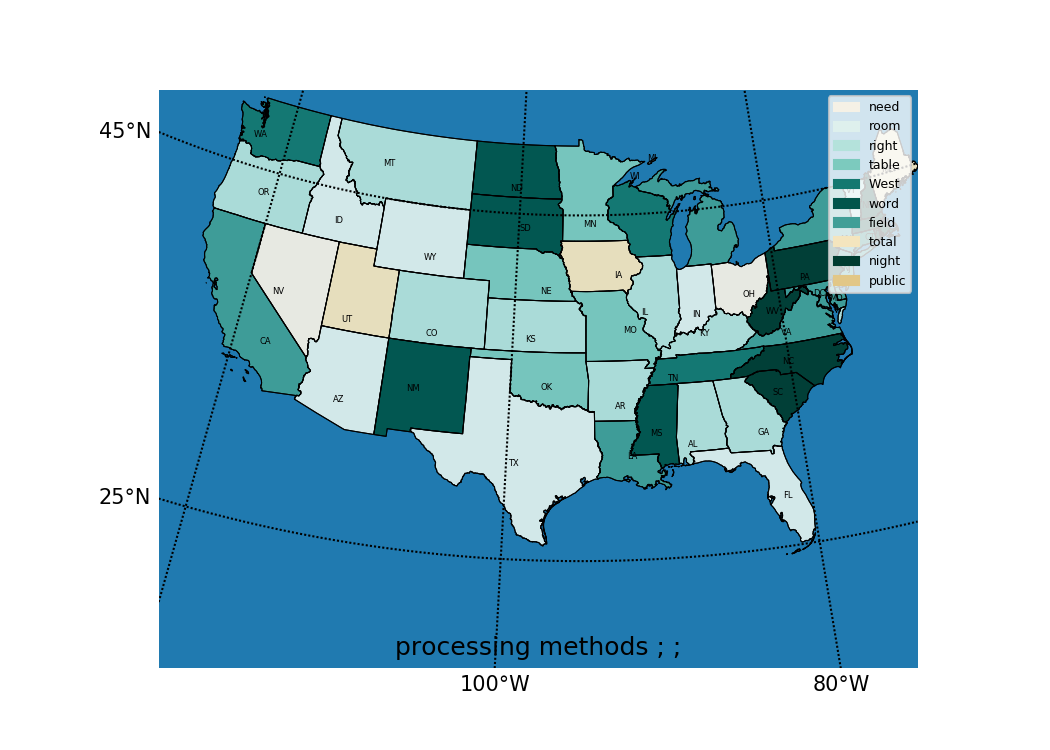 45°N
25°N
100°W
80°W
need
room
right
table
West
word
field
total
night
public
WA
MT
ND
MN
MI
WI
OR
ID
SD
WY
NV
UT
CO
NE
IA
IL
IN
OH
PA
DC
MD
WV
VA
KY
KS
MO
CA
AZ
NM
OK
AR
TN
NC
SC
MS
AL
GA
TX
LA
FL
processing methods ; ;